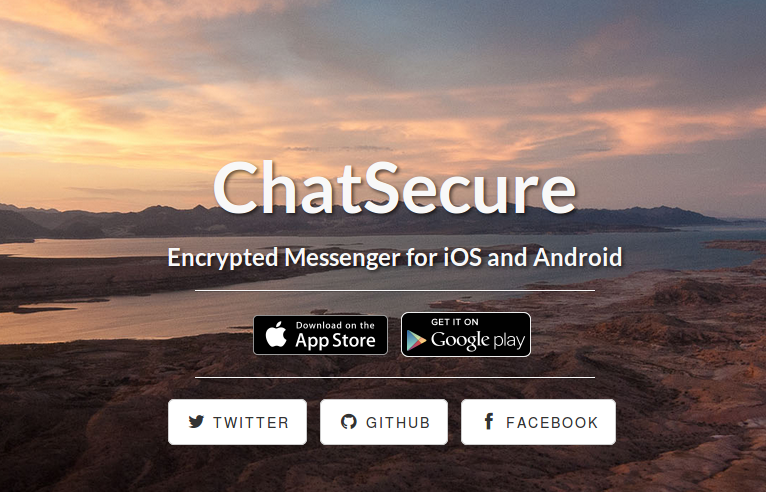 ChatSecure
Encrypted Messenger for iOS and Android
Download on the
App Store
GET IT ON
Google play
TWITTER
GITHUB
FACEBOOK